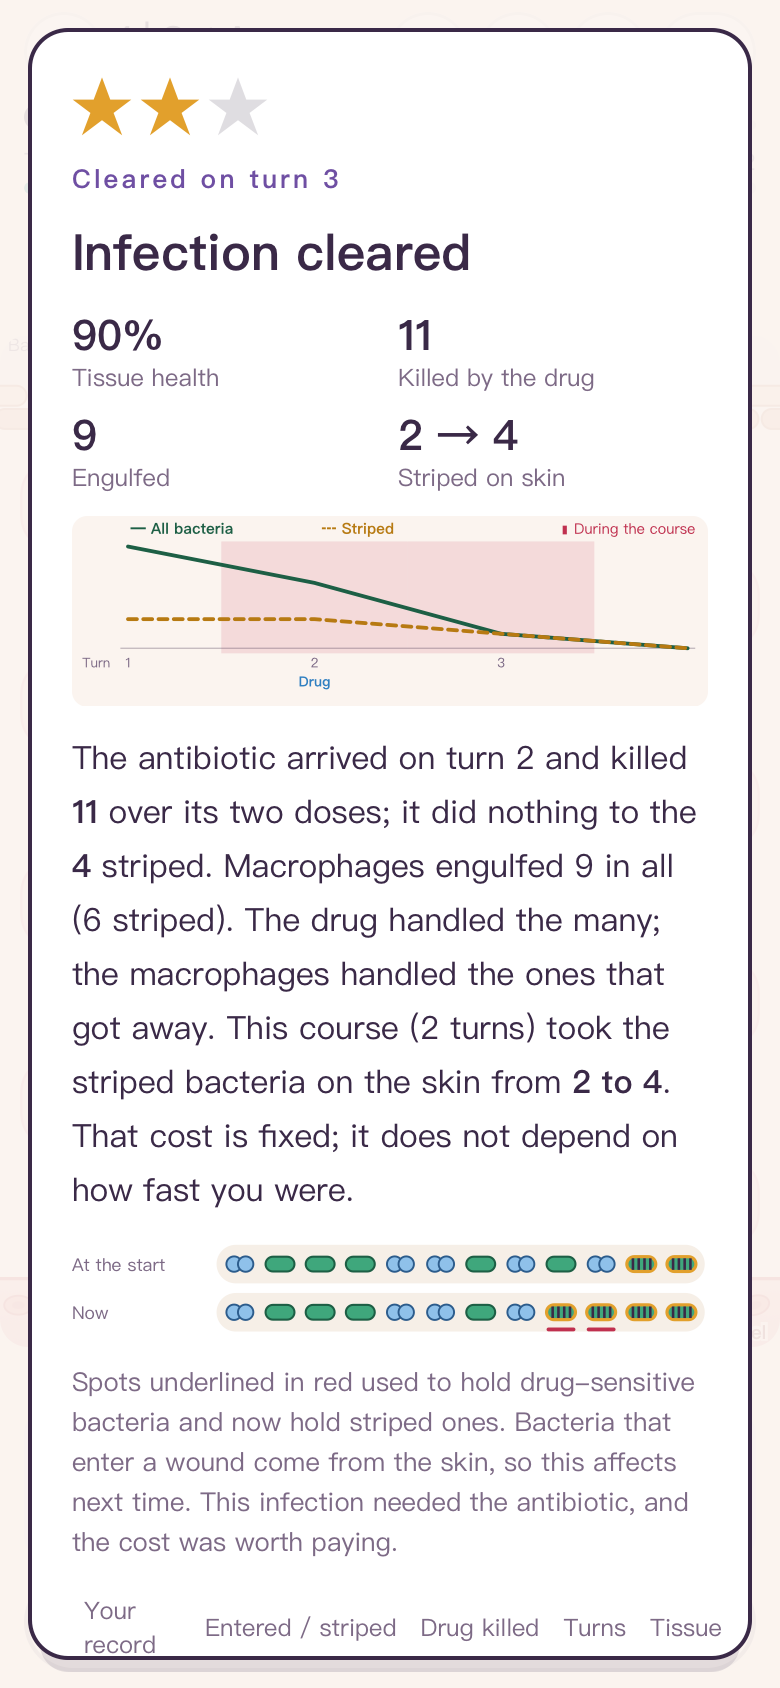 Cleared on turn 3
Infection cleared
90%
Tissue health
11
Killed by the drug
9
Engulfed
2 → 4
Striped on skin
All bacteria
Striped
During the course
Turn 1 2 3
Drug
The antibiotic arrived on turn 2 and killed
11 over its two doses; it did nothing to the
4 striped. Macrophages engulfed 9 in all
(6 striped). The drug handled the many;
the macrophages handled the ones that
got away. This course (2 turns) took the
striped bacteria on the skin from 2 to 4.
That cost is fixed; it does not depend on
how fast you were.
At the start
Now
Spots underlined in red used to hold drug-sensitive
bacteria and now hold striped ones. Bacteria that
enter a wound come from the skin, so this affects
next time. This infection needed the antibiotic, and
the cost was worth paying.
Your
record
Entered / striped Drug killed Turns Tissue